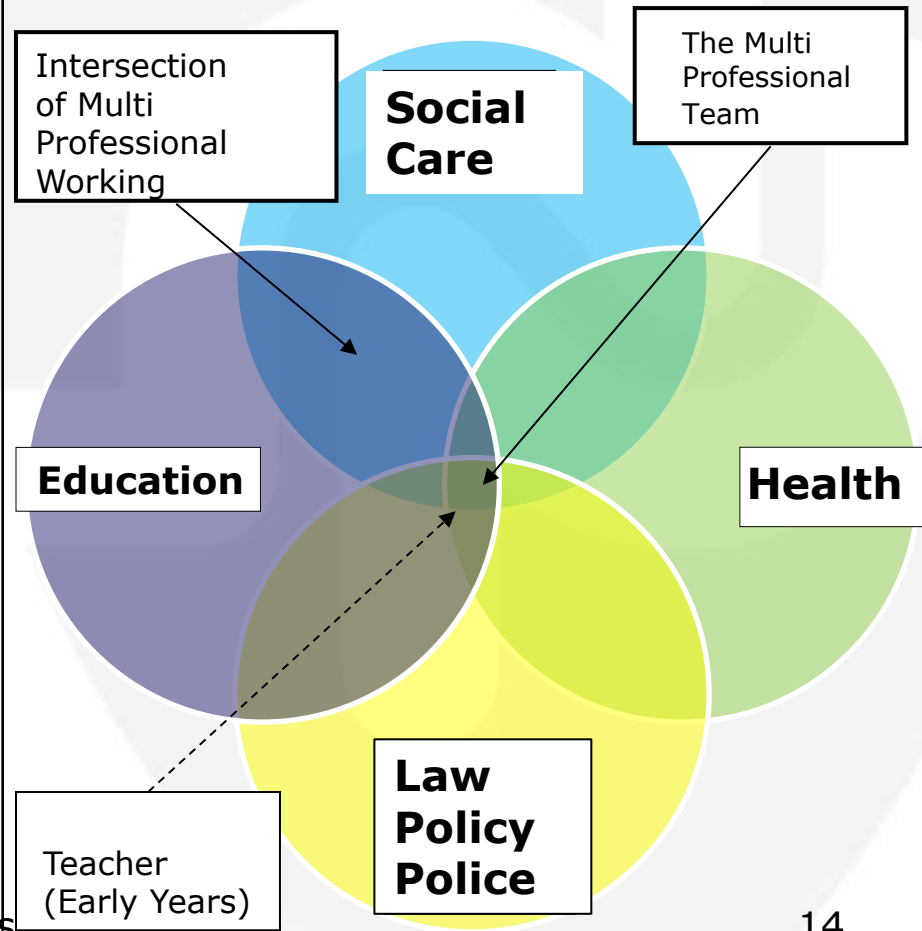 Intersection
of Multi
Professional
Working
Social
Care
The Multi
Professional
Team
Education
Health
Law
Policy
Police
Teacher
(Early Years)
s
14